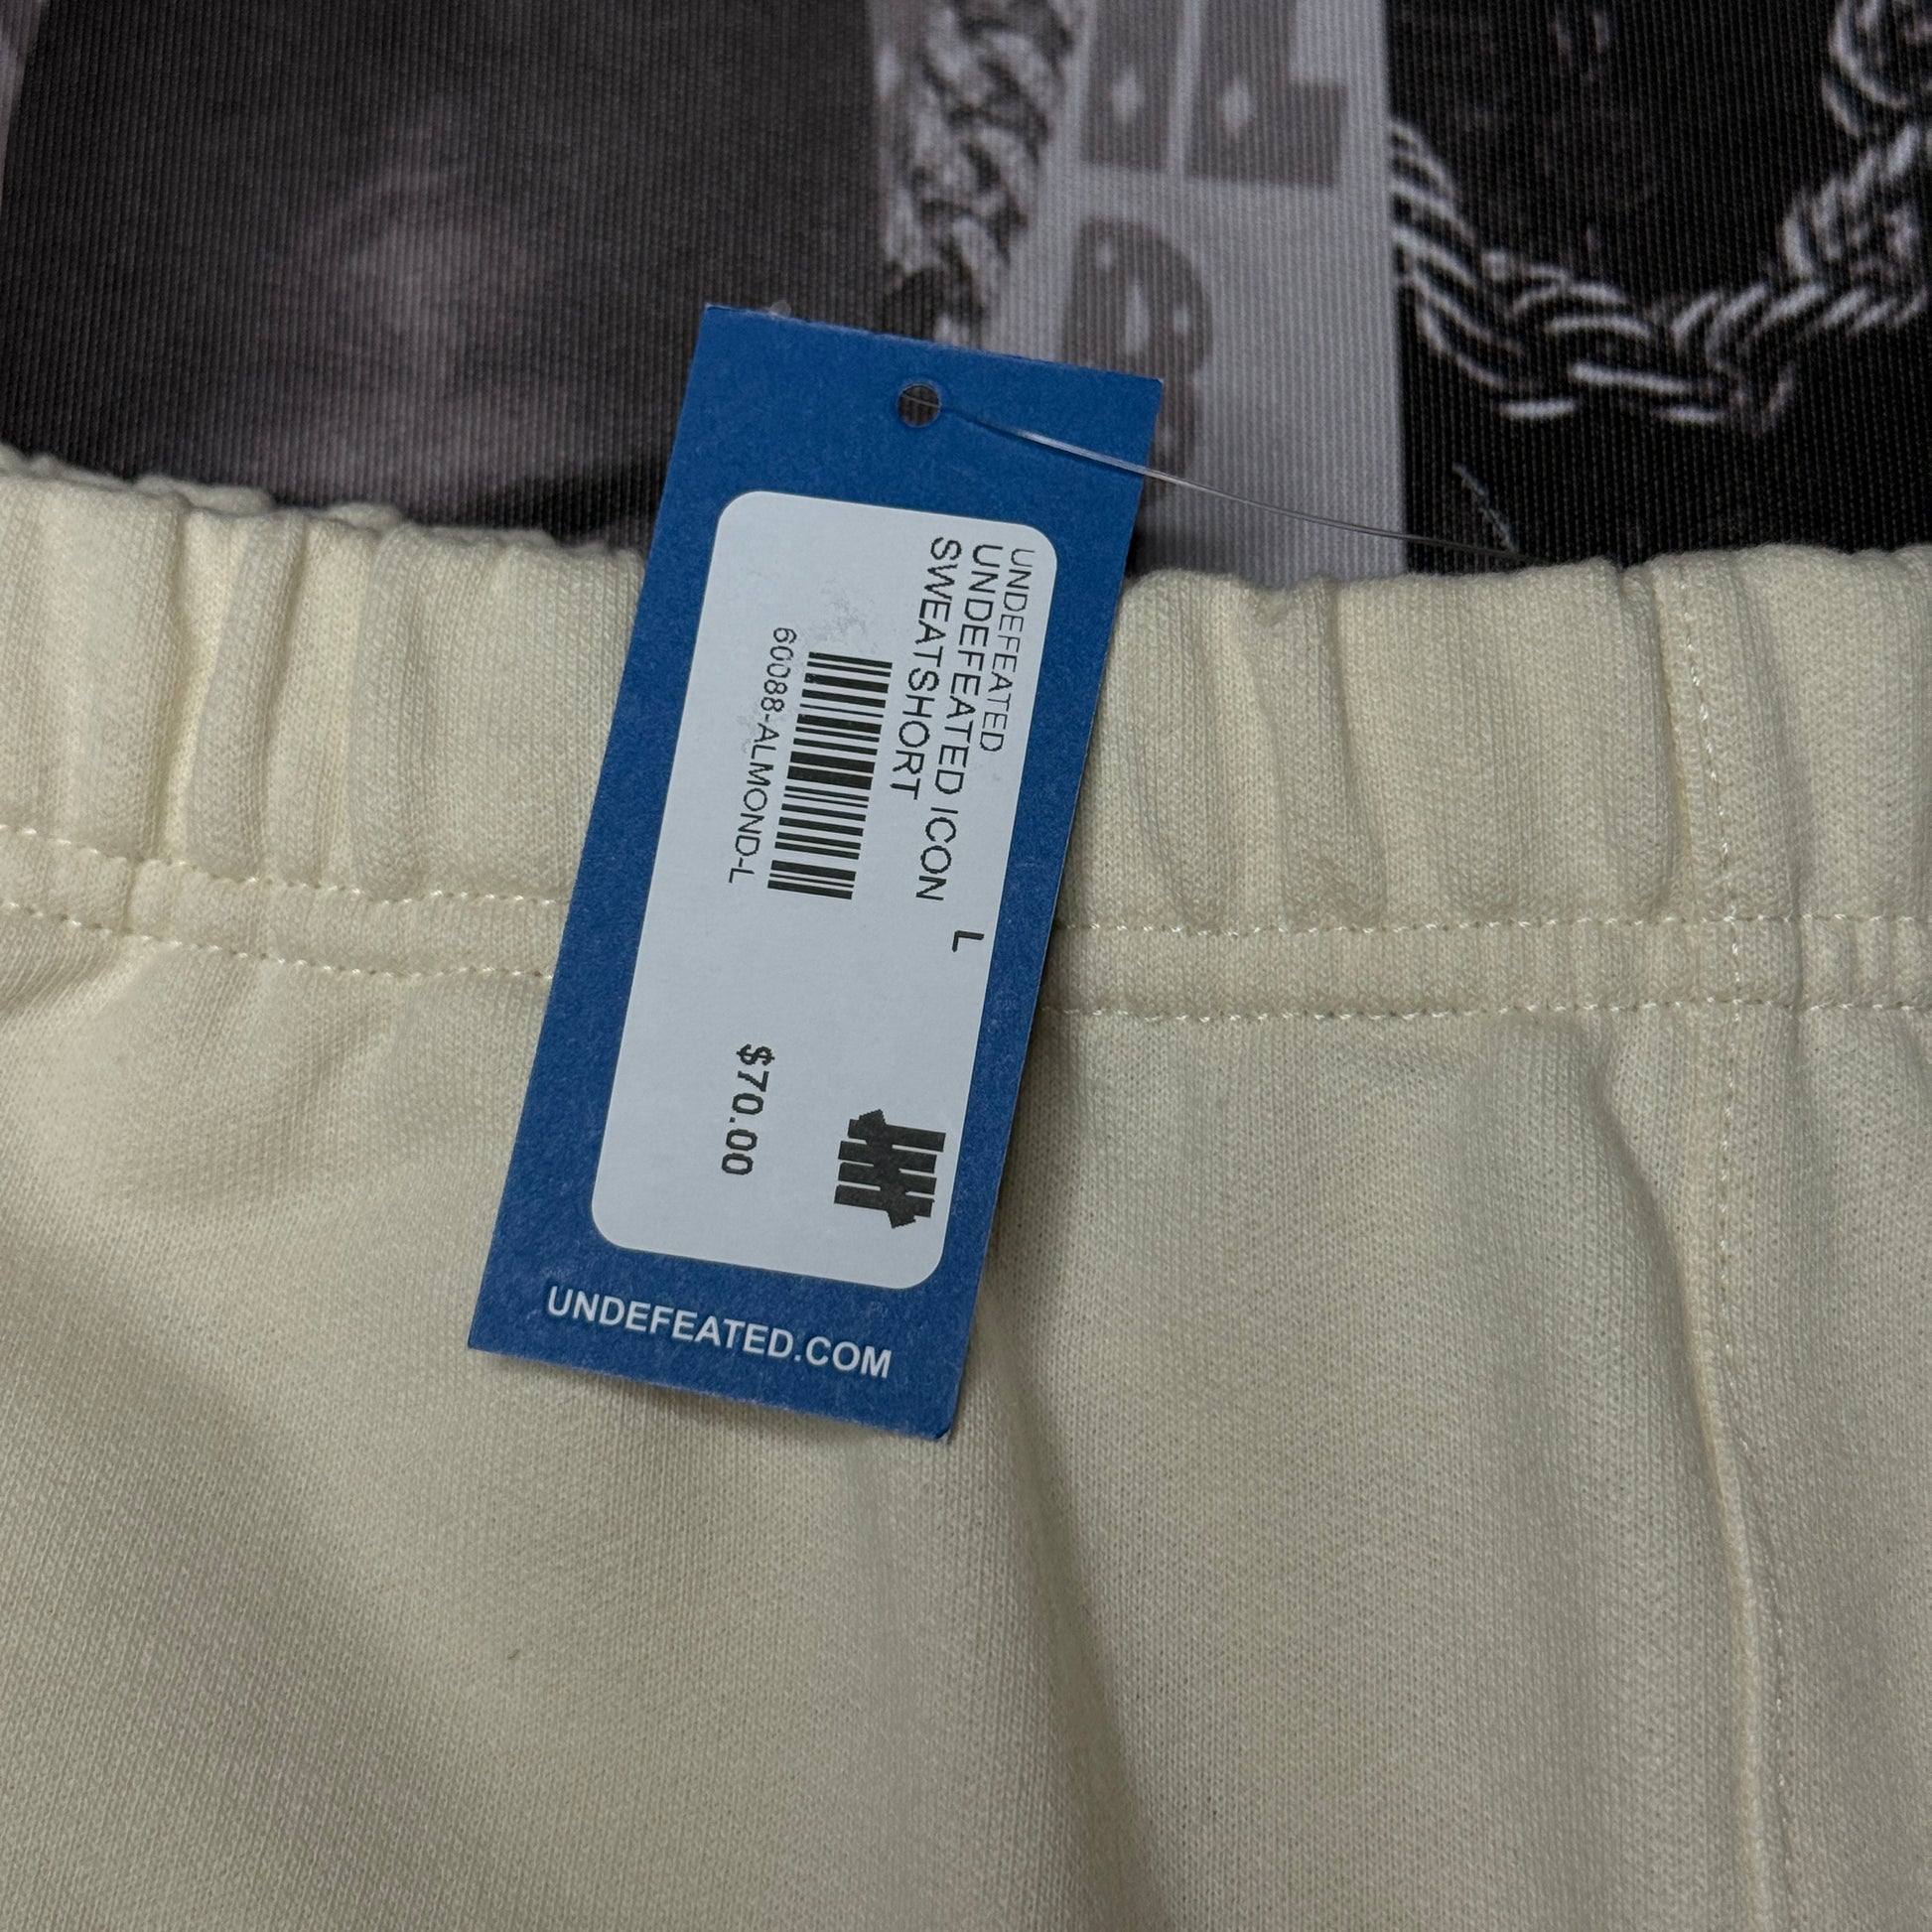 UNDEFEATED
UNDEFEATED ICON
SWEATSHORT
L
60088-ALMOND-L
$70.00
UNDEFEATED.COM